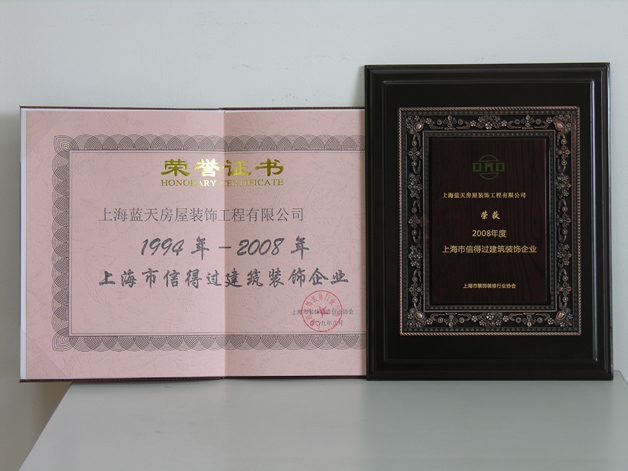 荣誉证书
HONORARY CERTIFICATE
上海蓝天房屋装饰工程有限公司
1994年－2008年
上海市信得过建筑装饰企业
上海蓝天房屋装饰工程有限公司
荣获
2008年度
上海市信得过建筑装饰企业
上海市装饰装修行业协会